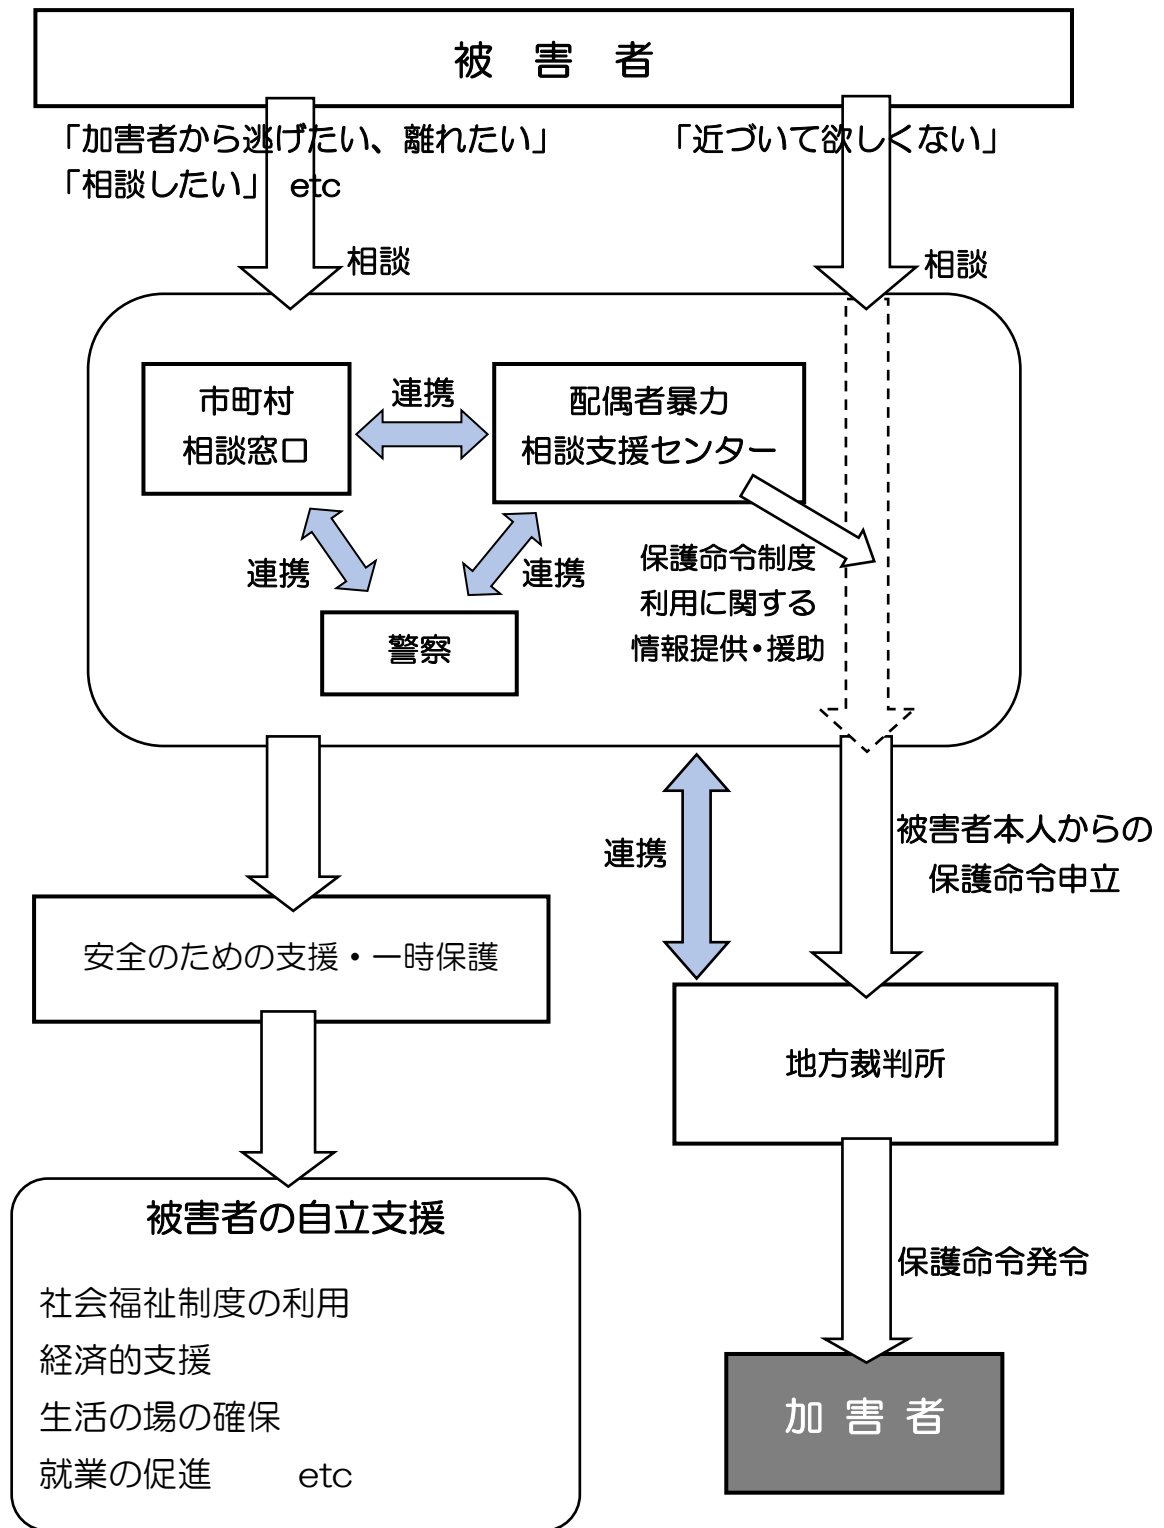 被 害 者
「加害者から逃げたい、離れたい」
「相談したい」 etc
「近づいて欲しくない」
相談
相談
市町村
相談窓口
連携
配偶者暴力
相談支援センター
連携
連携
警察
保護命令制度
利用に関する
情報提供・援助
連携
被害者本人からの
保護命令申立
安全のための支援・一時保護
地方裁判所
被害者の自立支援
社会福祉制度の利用
経済的支援
生活の場の確保
就業の促進 etc
保護命令発令
加 害 者